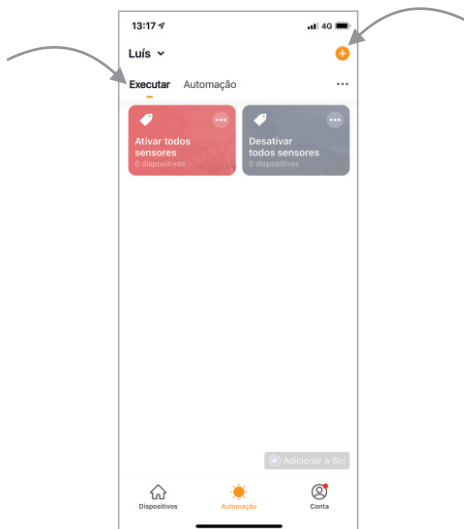 13:17 4G
Luís
Executar Automação
Ativar todos
sensores
0 dispositivos
Desativar
todos sensores
0 dispositivos
Adicionar à Siri
Dispositivos Automação Conta